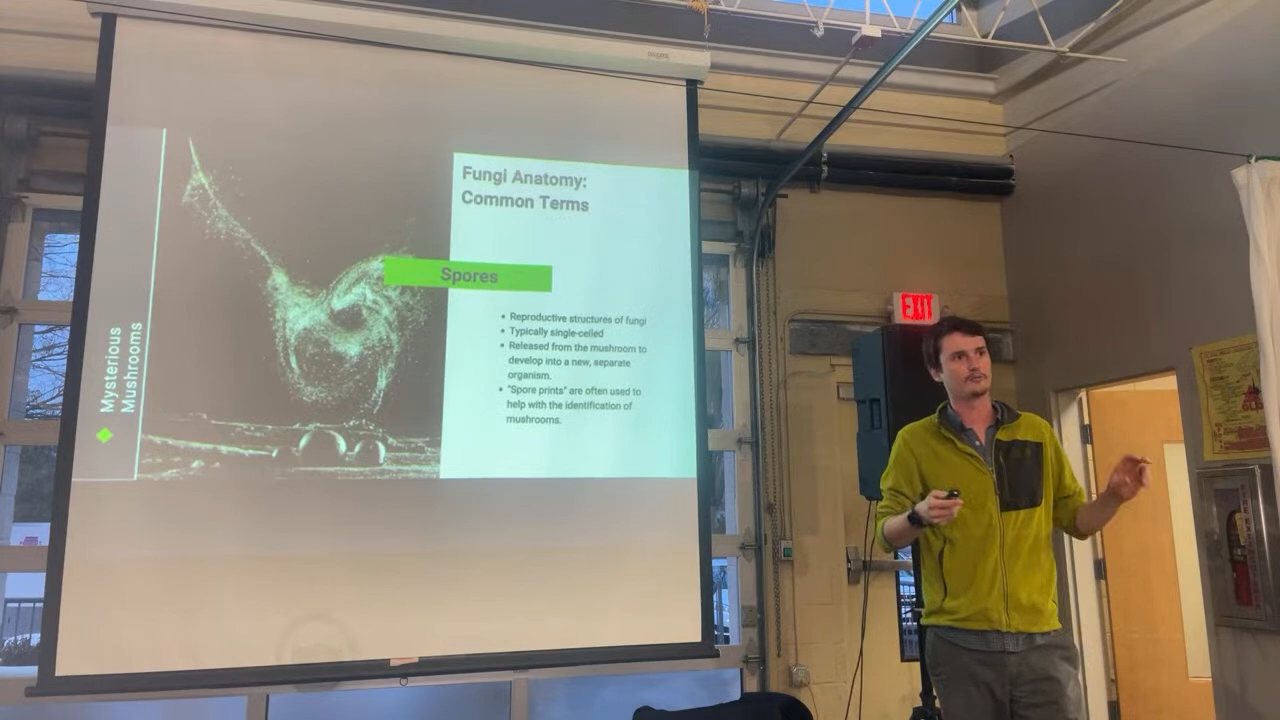 Mysterious
Mushrooms
Fungi Anatomy:
Common Terms
Spores
• Reproductive structures of fungi
• Typically single-celled
• Released from the mushroom to
develop into a new, separate
organism.
• "Spore prints" are often used to
help with the identification of
mushrooms.
EXIT